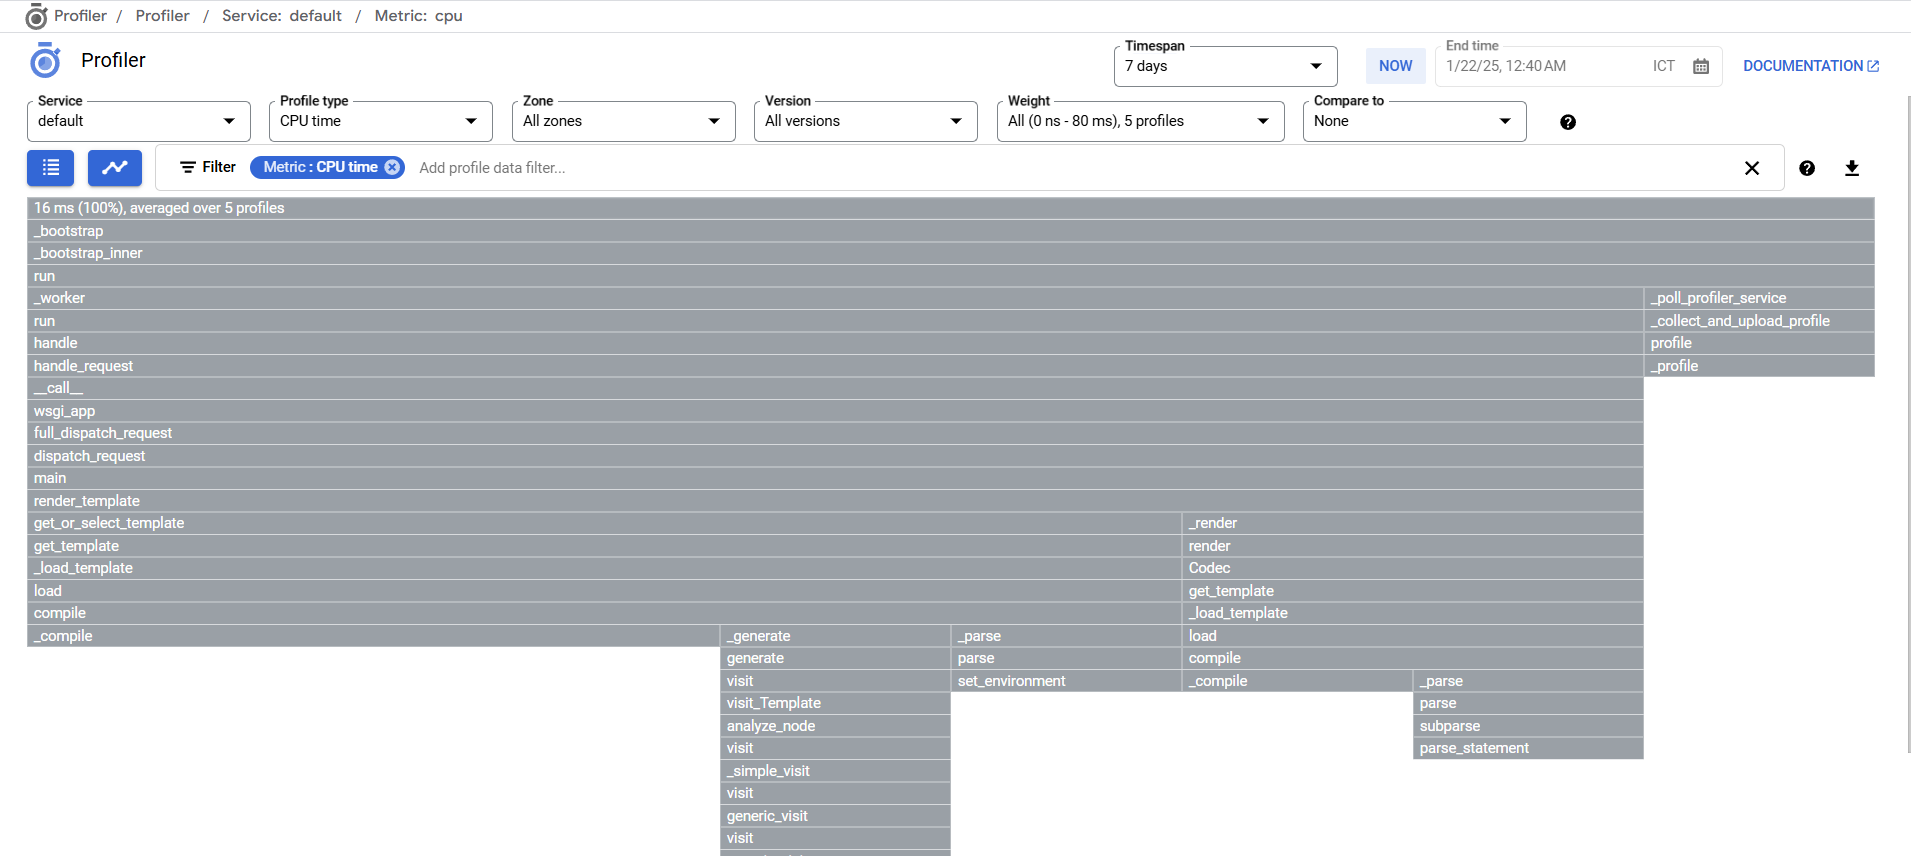 Profiler / Profiler / Service: default / Metric: cpu
Profiler
Timespan
7 days
NOW
End time
1/22/25, 12:40 AM ICT
DOCUMENTATION
Service
default
Profile type
CPU time
Zone
All zones
Version
All versions
Weight
All (0 ns - 80 ms), 5 profiles
Compare to
None
Filter Metric : CPU time Add profile data filter...
16 ms (100%), averaged over 5 profiles
_bootstrap
_bootstrap_inner
run
_worker _poll_profiler_service
run _collect_and_upload_profile
handle profile
handle_request _profile
__call__
wsgi_app
full_dispatch_request
dispatch_request
main
render_template
get_or_select_template _render
get_template render
_load_template Codec
load get_template
compile _load_template
_compile _generate _parse load
generate parse compile
visit set_environment _compile _parse
visit_Template parse
analyze_node subparse
visit parse_statement
_simple_visit
visit
generic_visit
visit